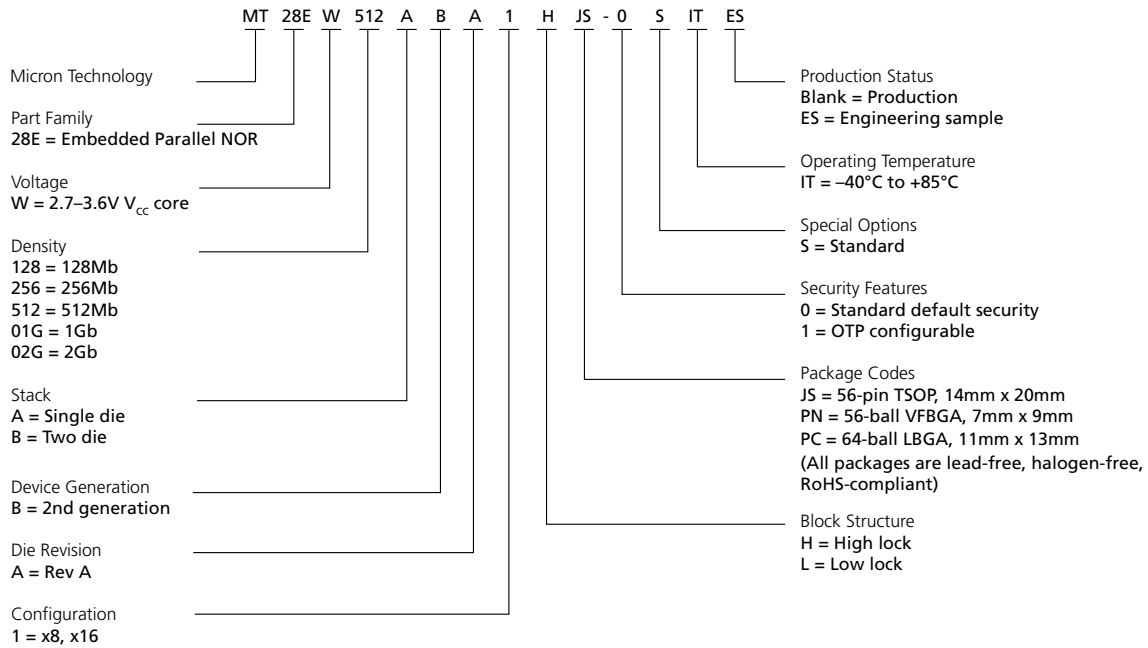 MT 28E W 512 A B A 1 H JS - 0 S IT ES
Micron Technology
Part Family
28E = Embedded Parallel NOR
Voltage
W = 2.7–3.6V Vcc core
Density
128 = 128Mb
256 = 256Mb
512 = 512Mb
01G = 1Gb
02G = 2Gb
Stack
A = Single die
B = Two die
Device Generation
B = 2nd generation
Die Revision
A = Rev A
Configuration
1 = x8, x16
Production Status
Blank = Production
ES = Engineering sample
Operating Temperature
IT = –40°C to +85°C
Special Options
S = Standard
Security Features
0 = Standard default security
1 = OTP configurable
Package Codes
JS = 56-pin TSOP, 14mm x 20mm
PN = 56-ball VFBGA, 7mm x 9mm
PC = 64-ball LBGA, 11mm x 13mm
(All packages are lead-free, halogen-free,
RoHS-compliant)
Block Structure
H = High lock
L = Low lock